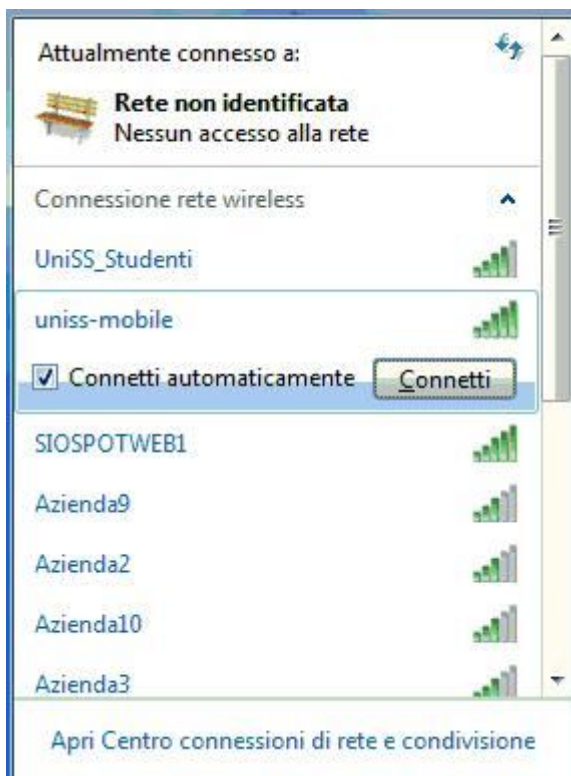 Attualmente connesso a:
Rete non identificata
Nessun accesso alla rete
Connessione rete wireless
UniSS_Studenti
uniss-mobile
Connetti automaticamente Connetti
SIOSPOTWEB1
Azienda9
Azienda2
Azienda10
Azienda3
Apri Centro connessioni di rete e condivisione